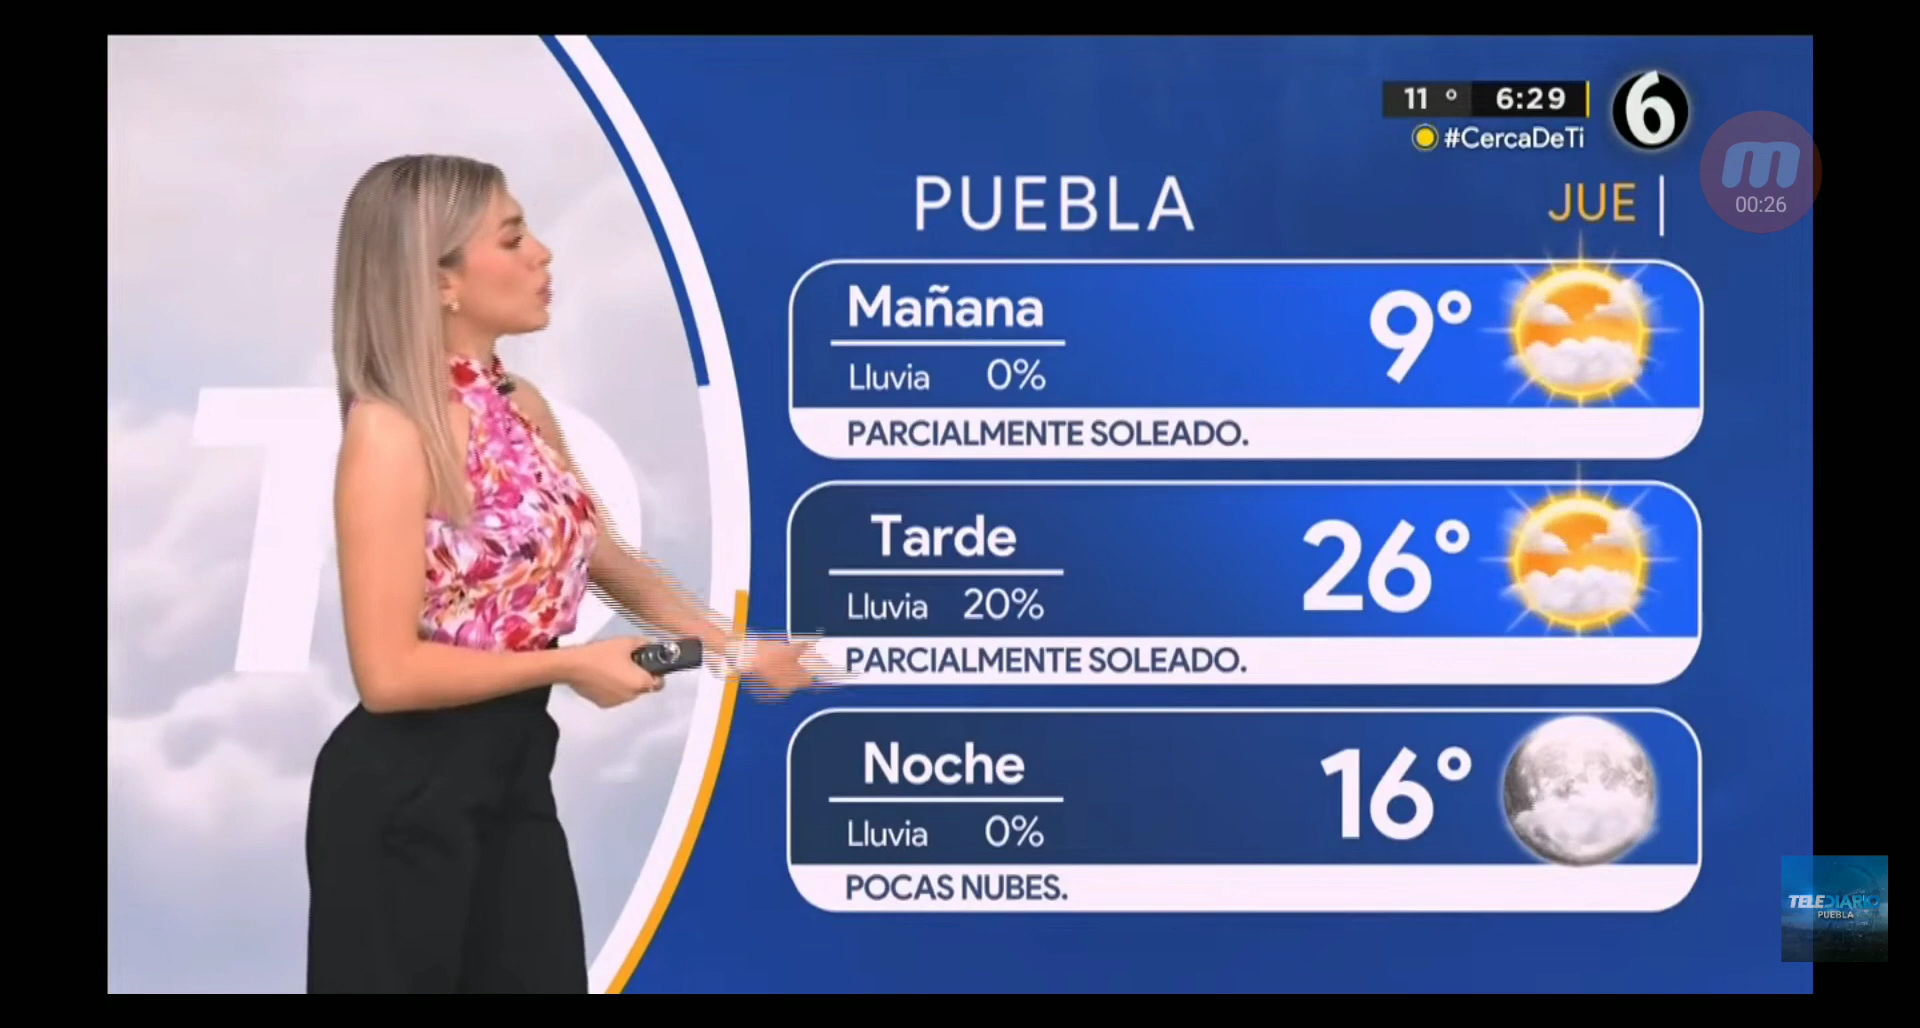 11 ° 6:29
6
#CercaDeTi
PUEBLA
JUE
00:26
Mañana
9°
Lluvia 0%
PARCIALMENTE SOLEADO.
Tarde
26°
Lluvia 20%
PARCIALMENTE SOLEADO.
Noche
16°
Lluvia 0%
POCAS NUBES.
TELEDIARIO
PUEBLA